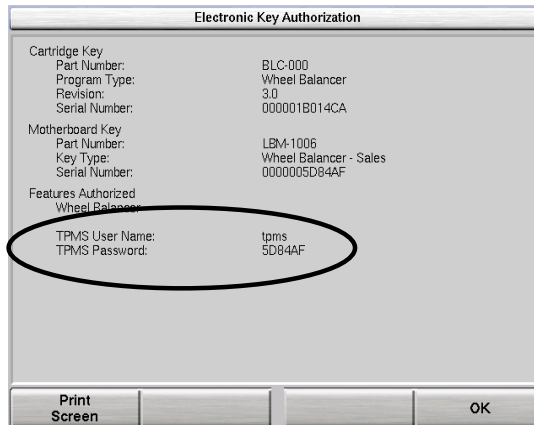 Electronic Key Authorization
Cartridge Key
Part Number: BLC-000
Program Type: Wheel Balancer
Revision: 3.0
Serial Number: 000001B014CA
Motherboard Key
Part Number: LBM-1006
Key Type: Wheel Balancer - Sales
Serial Number: 0000005D84AF
Features Authorized
Wheel Balancer
TPMS User Name: tpms
TPMS Password: 5D84AF
Print
Screen
OK